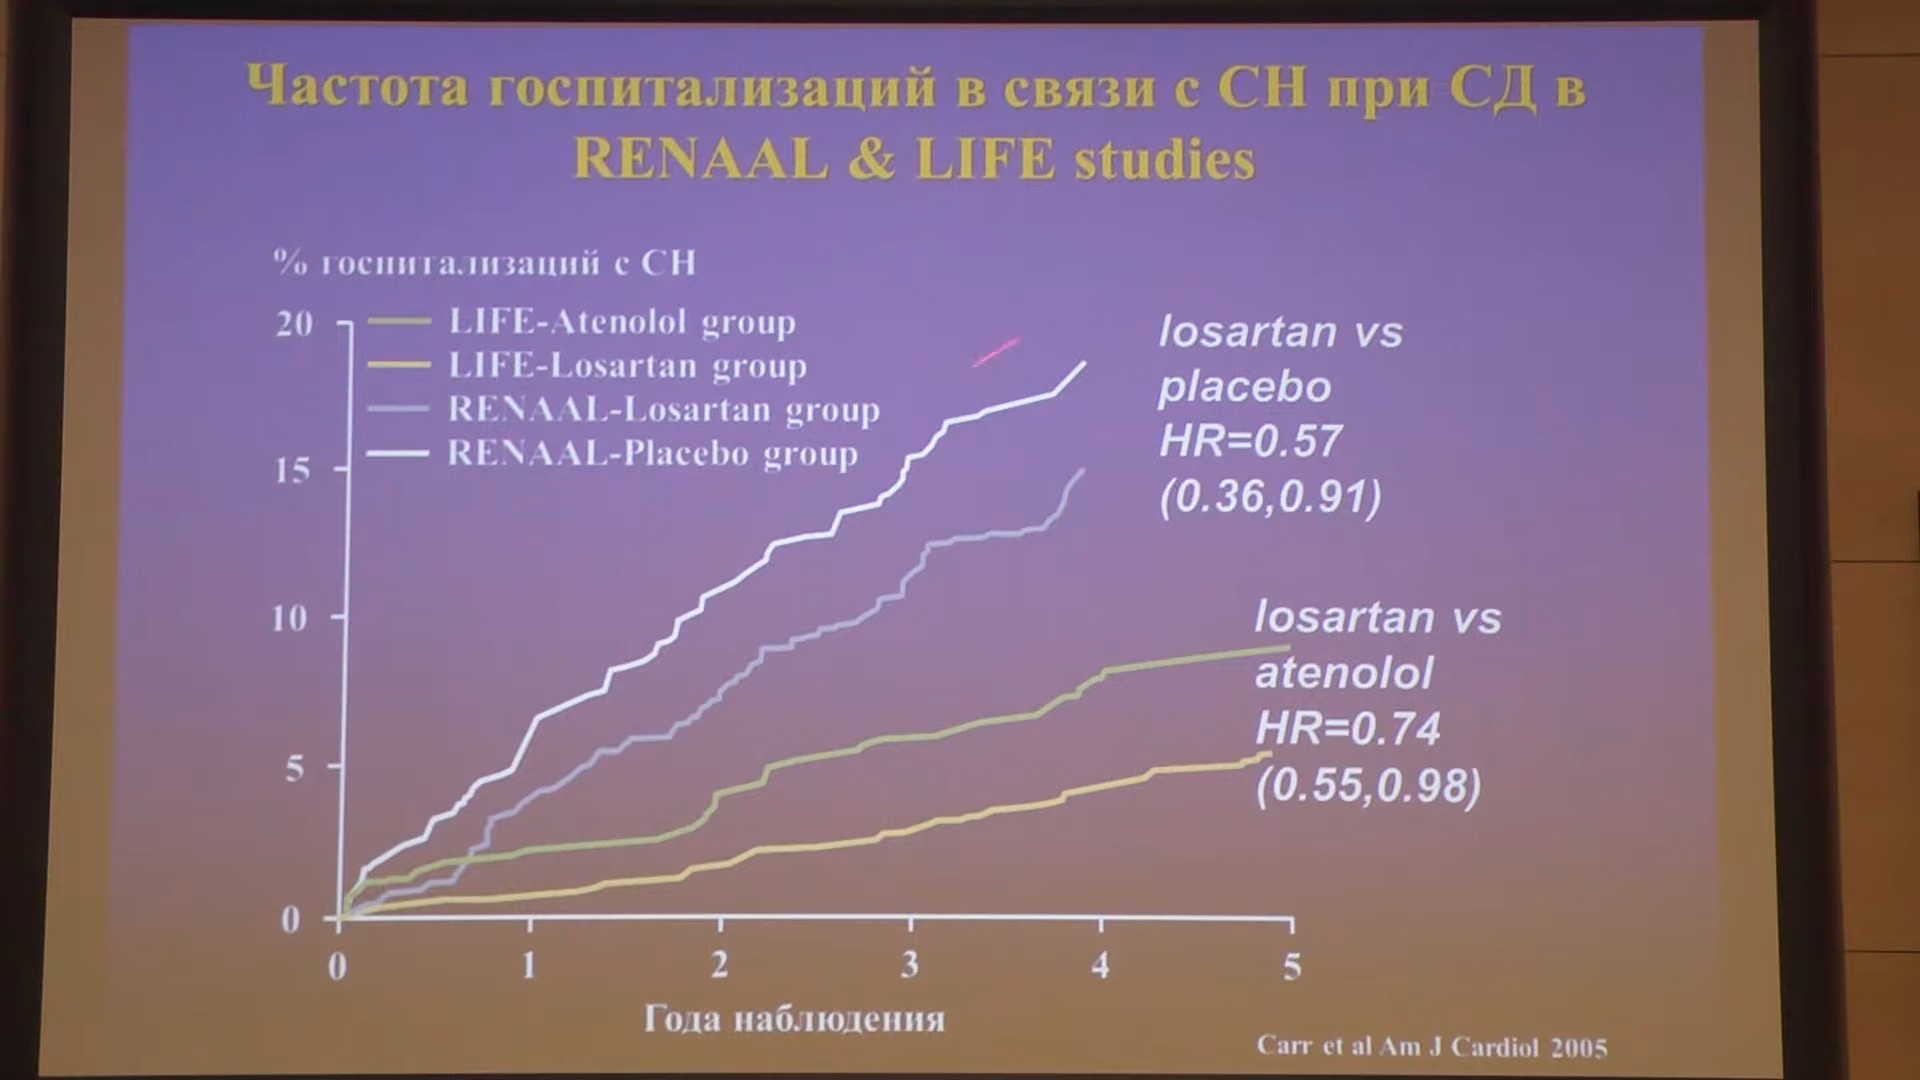 Частота госпитализаций в связи с СН при СД в
RENAAL & LIFE studies
% госпитализаций с СН
20
15
10
5
0
LIFE-Atenolol group
LIFE-Losartan group
RENAAL-Losartan group
RENAAL-Placebo group
losartan vs
placebo
HR=0.57
(0.36,0.91)
losartan vs
atenolol
HR=0.74
(0.55,0.98)
0 1 2 3 4 5
Года наблюдения
Carr et al Am J Cardiol 2005